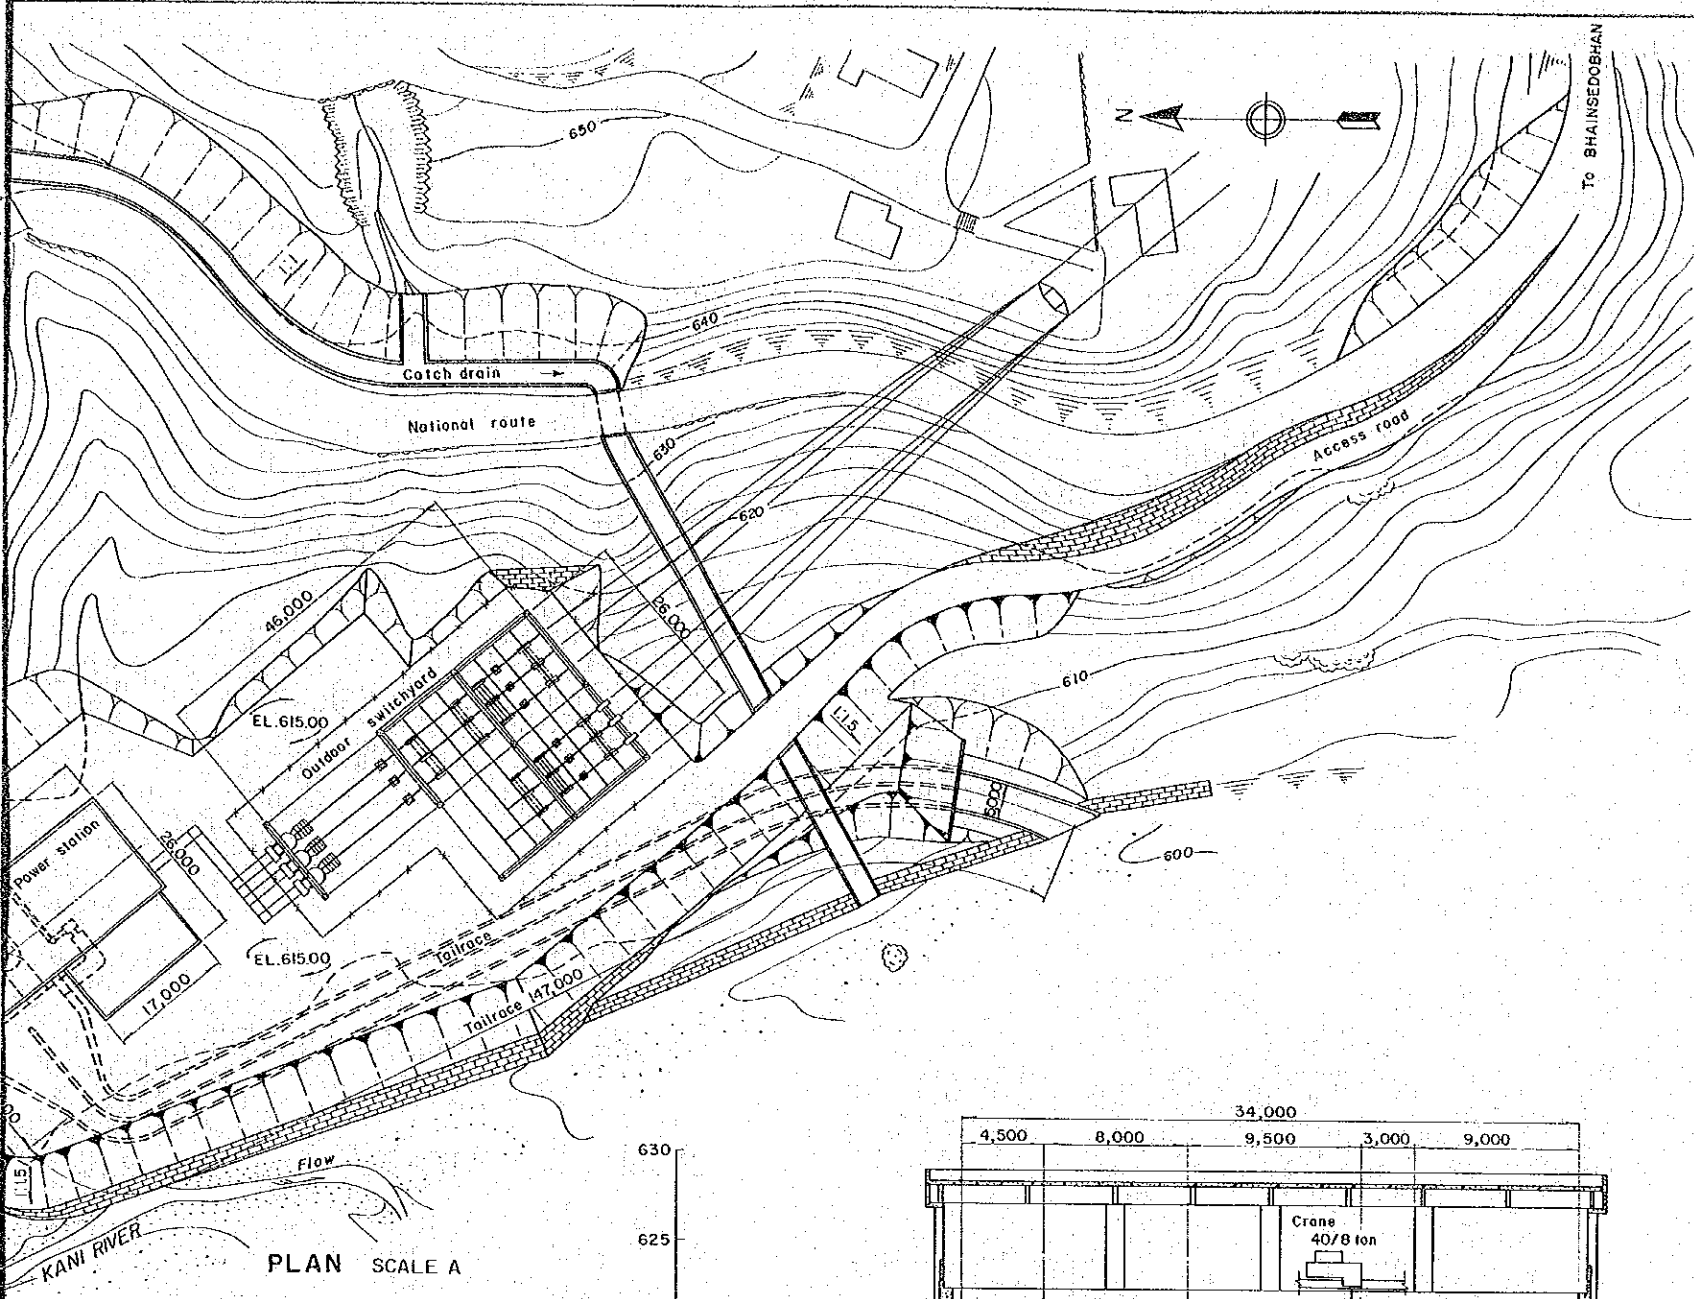 To BHAINSEDOBHAN
N
650
1:1
640
Catch drain
National route
630
Access road
620
46,000
26,000
610
Outdoor switchyard
EL.615.00
1:1.5
5000
Power station
26,000
600
EL.615.00
Tailrace
17,000
Tailrace 147,000
1:1.5
Flow
KANI RIVER
PLAN SCALE A
630
625
34,000
4,500 8,000 9,500 3,000 9,000
Crane
40/8 ton